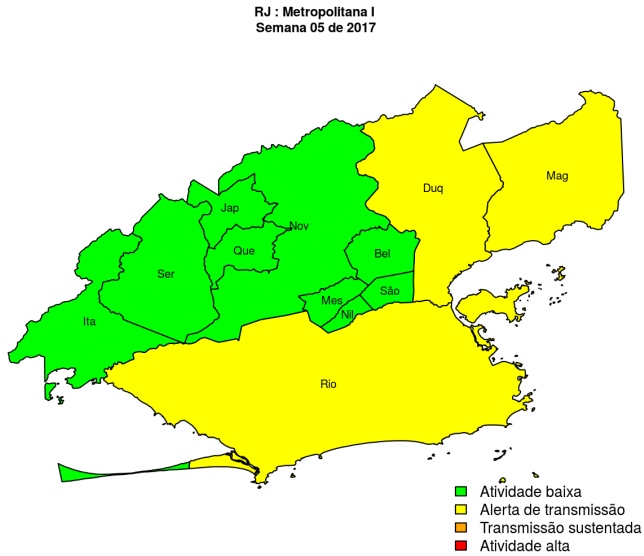 RJ : Metropolitana I
Semana 05 de 2017
Duq
Mag
Jap
Nov
Que
Bel
Ser
São
Mes
Nil
Ita
Rio
Atividade baixa
Alerta de transmissão
Transmissão sustentada
Atividade alta